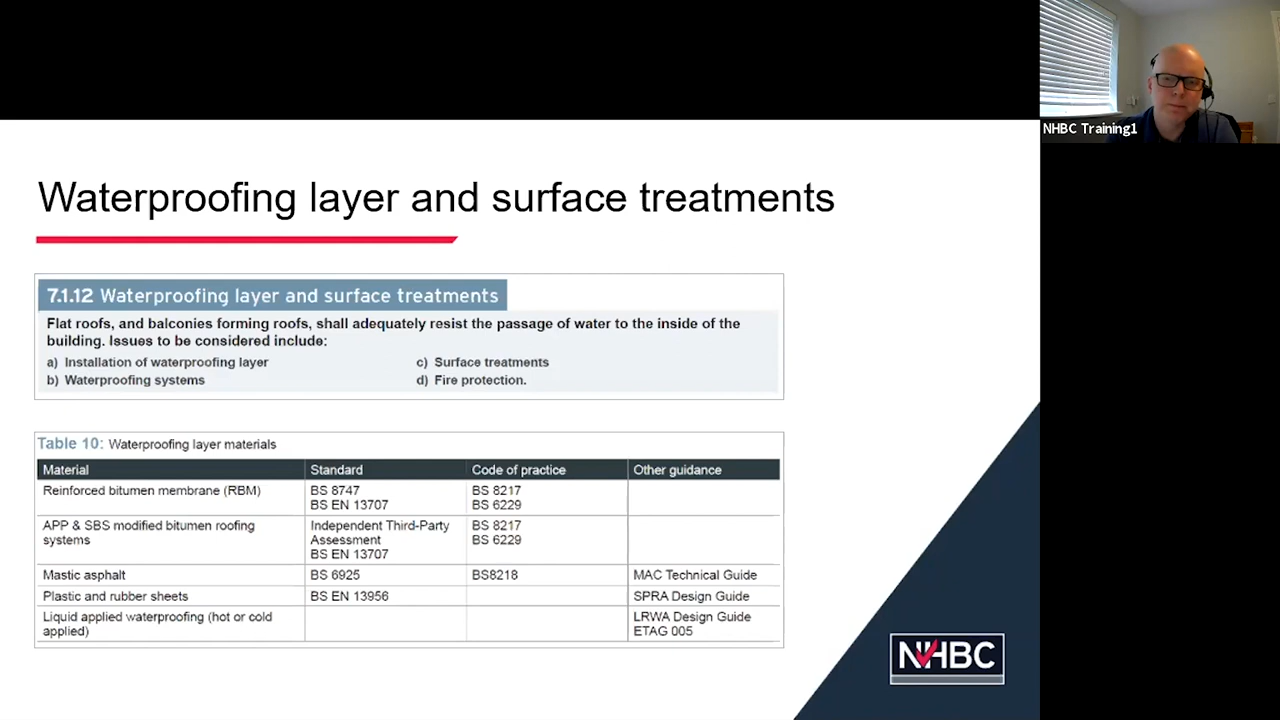 NHBC Training1
Waterproofing layer and surface treatments
7.1.12 Waterproofing layer and surface treatments
Flat roofs, and balconies forming roofs, shall adequately resist the passage of water to the inside of the
building. Issues to be considered include:
a) Installation of waterproofing layer
b) Waterproofing systems
c) Surface treatments
d) Fire protection.
Table 10: Waterproofing layer materials
Material Standard Code of practice Other guidance
Reinforced bitumen membrane (RBM) BS 8747 BS 8217
BS EN 13707 BS 6229
APP & SBS modified bitumen roofing Independent Third-Party BS 8217
systems Assessment BS 6229
BS EN 13707
Mastic asphalt BS 6925 BS8218 MAC Technical Guide
Plastic and rubber sheets BS EN 13956 SPRA Design Guide
Liquid applied waterproofing (hot or cold LRWA Design Guide
applied) ETAG 005
NHBC